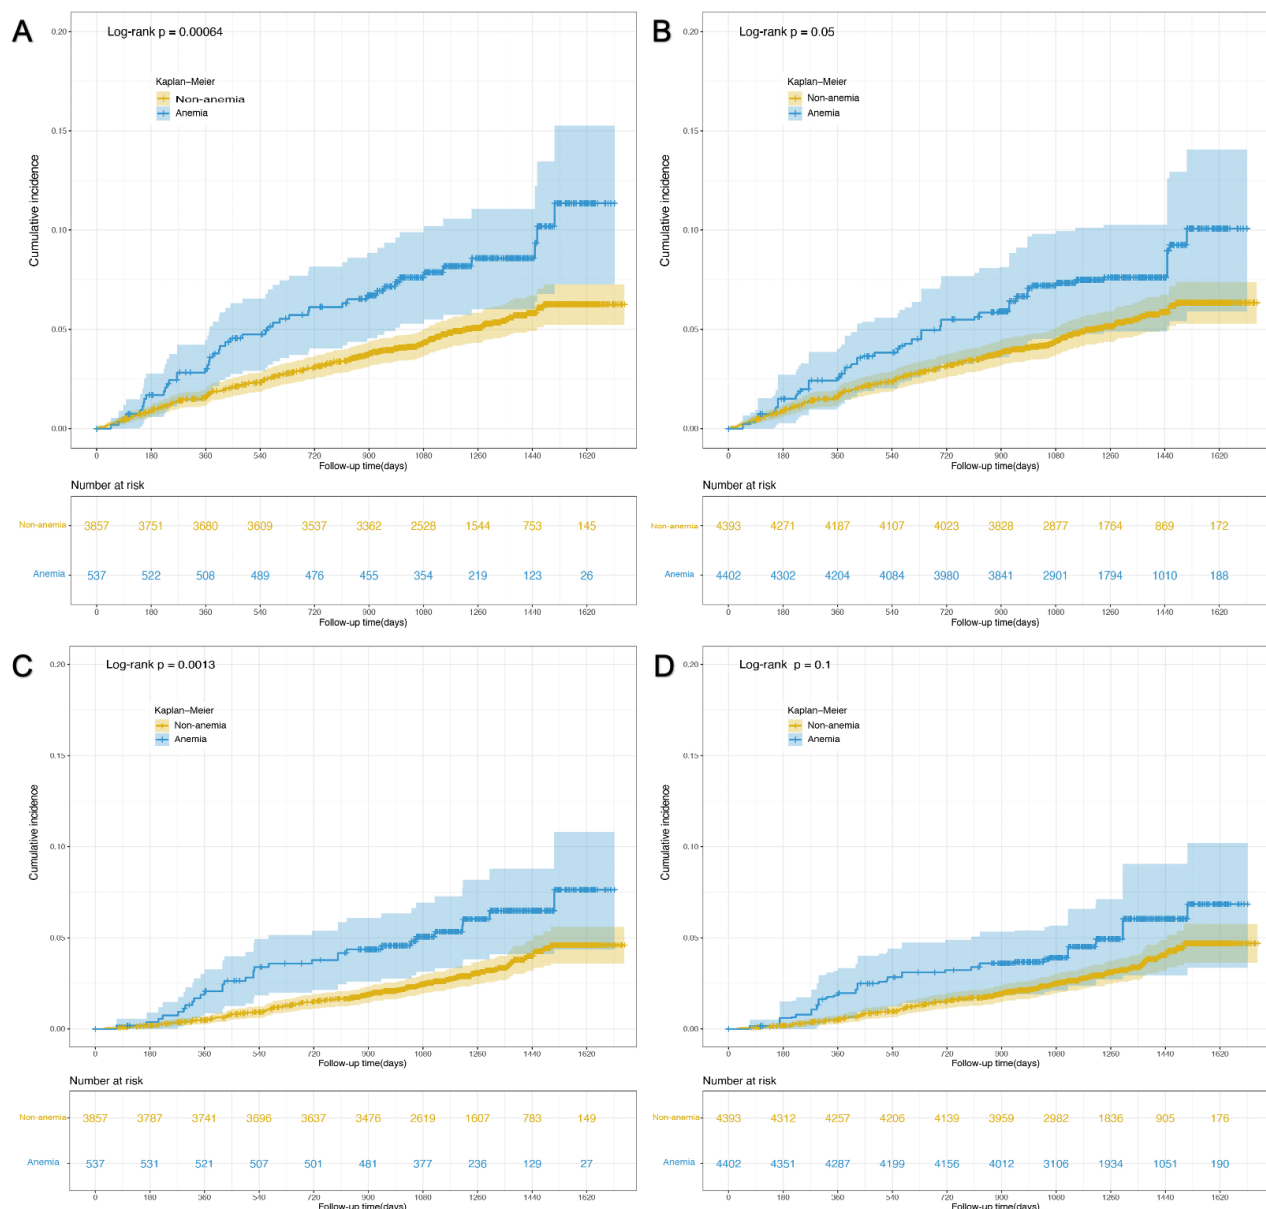 A
Log-rank p = 0.00064
Kaplan-Meier
Non-anemia
Anemia
Cumulative incidence
0.20
0.15
0.10
0.05
0.00
0 180 360 540 720 900 1080 1260 1440 1620
Follow-up time(days)
Number at risk
Non-anemia 3857 3751 3680 3609 3537 3362 2528 1544 753 145
Anemia 537 522 508 489 476 455 354 219 123 26
0 180 360 540 720 900 1080 1260 1440 1620
Follow-up time(days)
B
Log-rank p = 0.05
Kaplan-Meier
Non-anemia
Anemia
Cumulative incidence
0.20
0.15
0.10
0.05
0.00
0 180 360 540 720 900 1080 1260 1440 1620
Follow-up time(days)
Number at risk
Non-anemia 4393 4271 4187 4107 4023 3828 2877 1764 869 172
Anemia 4402 4302 4204 4084 3980 3841 2901 1794 1010 188
0 180 360 540 720 900 1080 1260 1440 1620
Follow-up time(days)
C
Log-rank p = 0.0013
Kaplan-Meier
Non-anemia
Anemia
Cumulative incidence
0.20
0.15
0.10
0.05
0.00
0 180 360 540 720 900 1080 1260 1440 1620
Follow-up time(days)
Number at risk
Non-anemia 3857 3787 3741 3696 3637 3476 2619 1607 783 149
Anemia 537 531 521 507 501 481 377 236 129 27
0 180 360 540 720 900 1080 1260 1440 1620
Follow-up time(days)
D
Log-rank p = 0.1
Kaplan-Meier
Non-anemia
Anemia
Cumulative incidence
0.20
0.15
0.10
0.05
0.00
0 180 360 540 720 900 1080 1260 1440 1620
Follow-up time(days)
Number at risk
Non-anemia 4393 4312 4257 4206 4139 3959 2982 1836 905 176
Anemia 4402 4351 4287 4199 4156 4012 3106 1934 1051 190
0 180 360 540 720 900 1080 1260 1440 1620
Follow-up time(days)